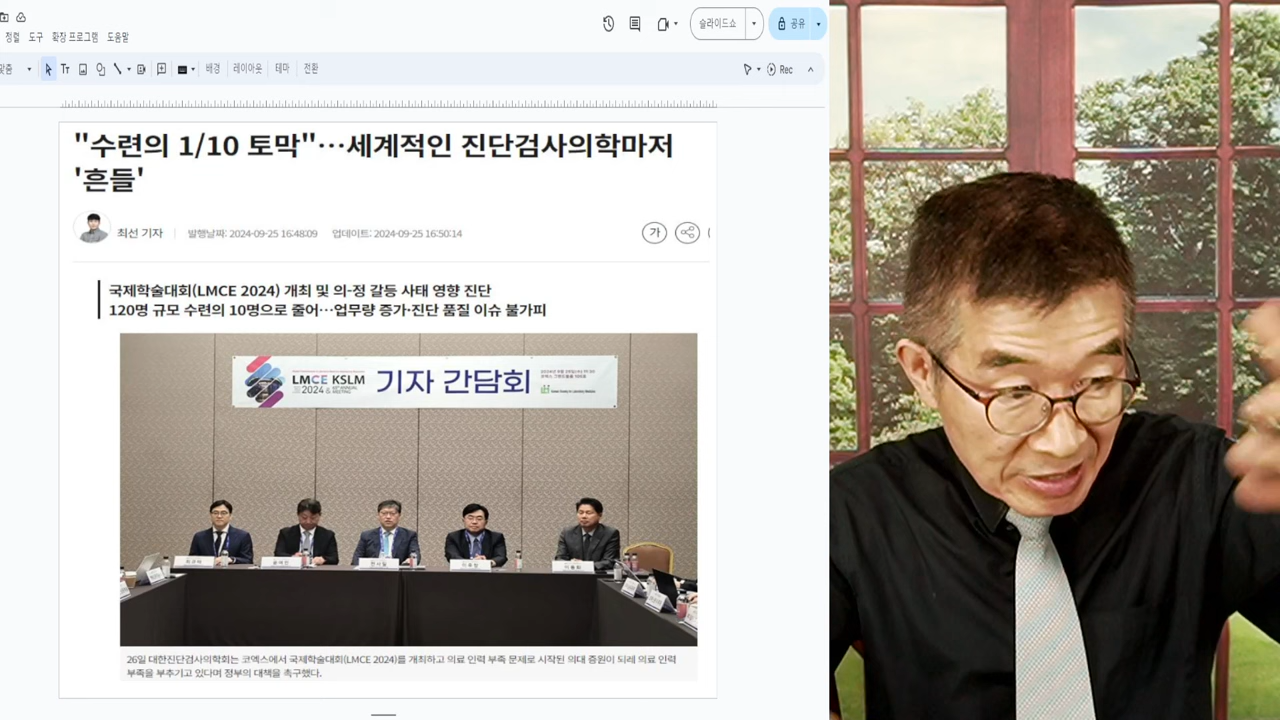 정렬 도구 확장 프로그램 도움말
슬라이드쇼
공유
맞춤
배경 레이아웃 테마 전환
Rec
"수련의 1/10 토막"…세계적인 진단검사의학마저
'흔들'
최선 기자 발행날짜: 2024-09-25 16:48:09 업데이트: 2024-09-25 16:50:14
가
국제학술대회(LMCE 2024) 개최 및 의-정 갈등 사태 영향 진단
120명 규모 수련의 10명으로 줄어…업무량 증가·진단 품질 이슈 불가피
LMCE KSLM
2024 &
기자 간담회
26일 대한진단검사의학회는 코엑스에서 국제학술대회(LMCE 2024)를 개최하고 의료 인력 부족 문제로 시작된 의대 증원이 되레 의료 인력
부족을 부추기고 있다며 정부의 대책을 촉구했다.